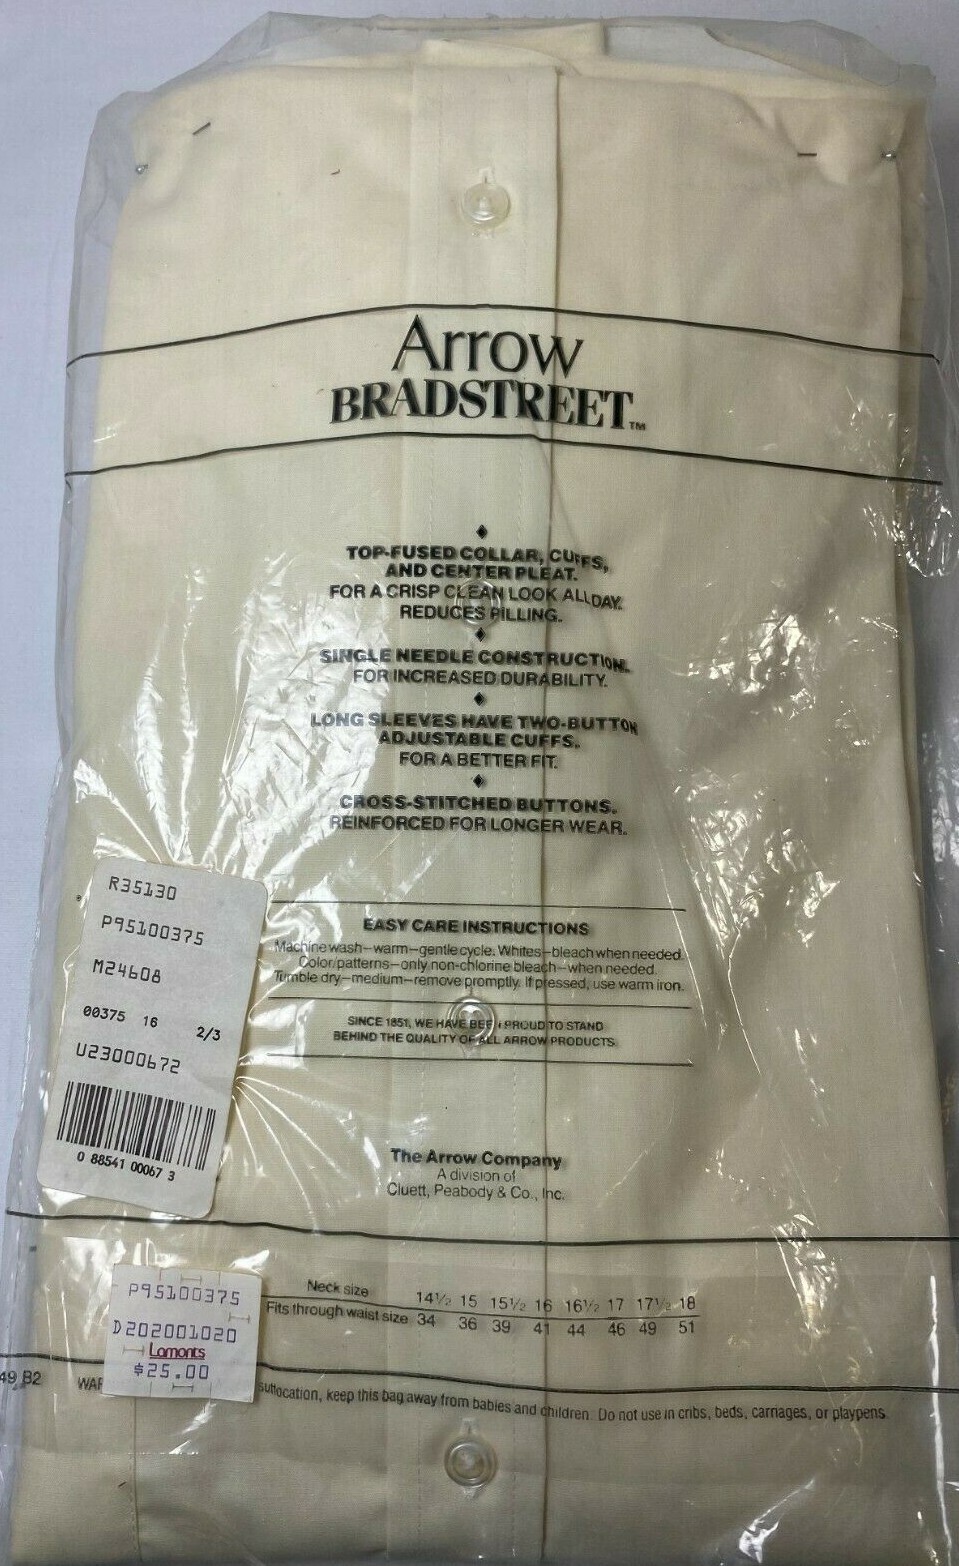 Arrow
BRADSTREET™
TOP-FUSED COLLAR, CUFFS,
AND CENTER PLEAT.
FOR A CRISP CLEAN LOOK ALL DAY.
REDUCES PILLING.
SINGLE NEEDLE CONSTRUCTION.
FOR INCREASED DURABILITY.
LONG SLEEVES HAVE TWO-BUTTON
ADJUSTABLE CUFFS.
FOR A BETTER FIT.
CROSS-STITCHED BUTTONS.
REINFORCED FOR LONGER WEAR.
R35130
P95100375
M24608
00375 16 2/3
U23000672
0 88541 00067 3
EASY CARE INSTRUCTIONS
Machine wash—warm—gentle cycle. Whites—bleach when needed.
Color/patterns—only non-chlorine bleach—when needed.
Tumble dry—medium—remove promptly. If pressed, use warm iron.
SINCE 1851, WE HAVE BEEN PROUD TO STAND
BEHIND THE QUALITY OF ALL ARROW PRODUCTS
The Arrow Company
A division of
Cluett, Peabody & Co., Inc.
Neck size 14½ 15 15½ 16 16½ 17 17½ 18
Fits through waist size 34 36 39 41 44 46 49 51
P95100375
D202001020
Lamonts
$25.00
49 B2 WAR suffocation, keep this bag away from babies and children. Do not use in cribs, beds, carriages, or playpens